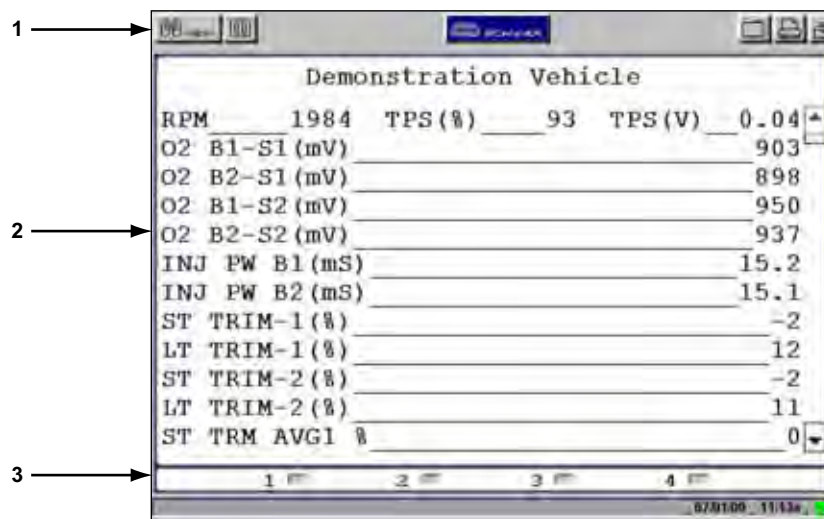 1
SCANNER
Demonstration Vehicle
RPM 1984 TPS(%) 93 TPS(V) 0.04
O2 B1-S1(mV) 903
O2 B2-S1(mV) 898
O2 B1-S2(mV) 950
2
O2 B2-S2(mV) 937
INJ PW B1(mS) 15.2
INJ PW B2(mS) 15.1
ST TRIM-1(%) -2
LT TRIM-1(%) 12
ST TRIM-2(%) -2
LT TRIM-2(%) 11
ST TRM AVG1 % 0
3
1 2 3 4
11:13a